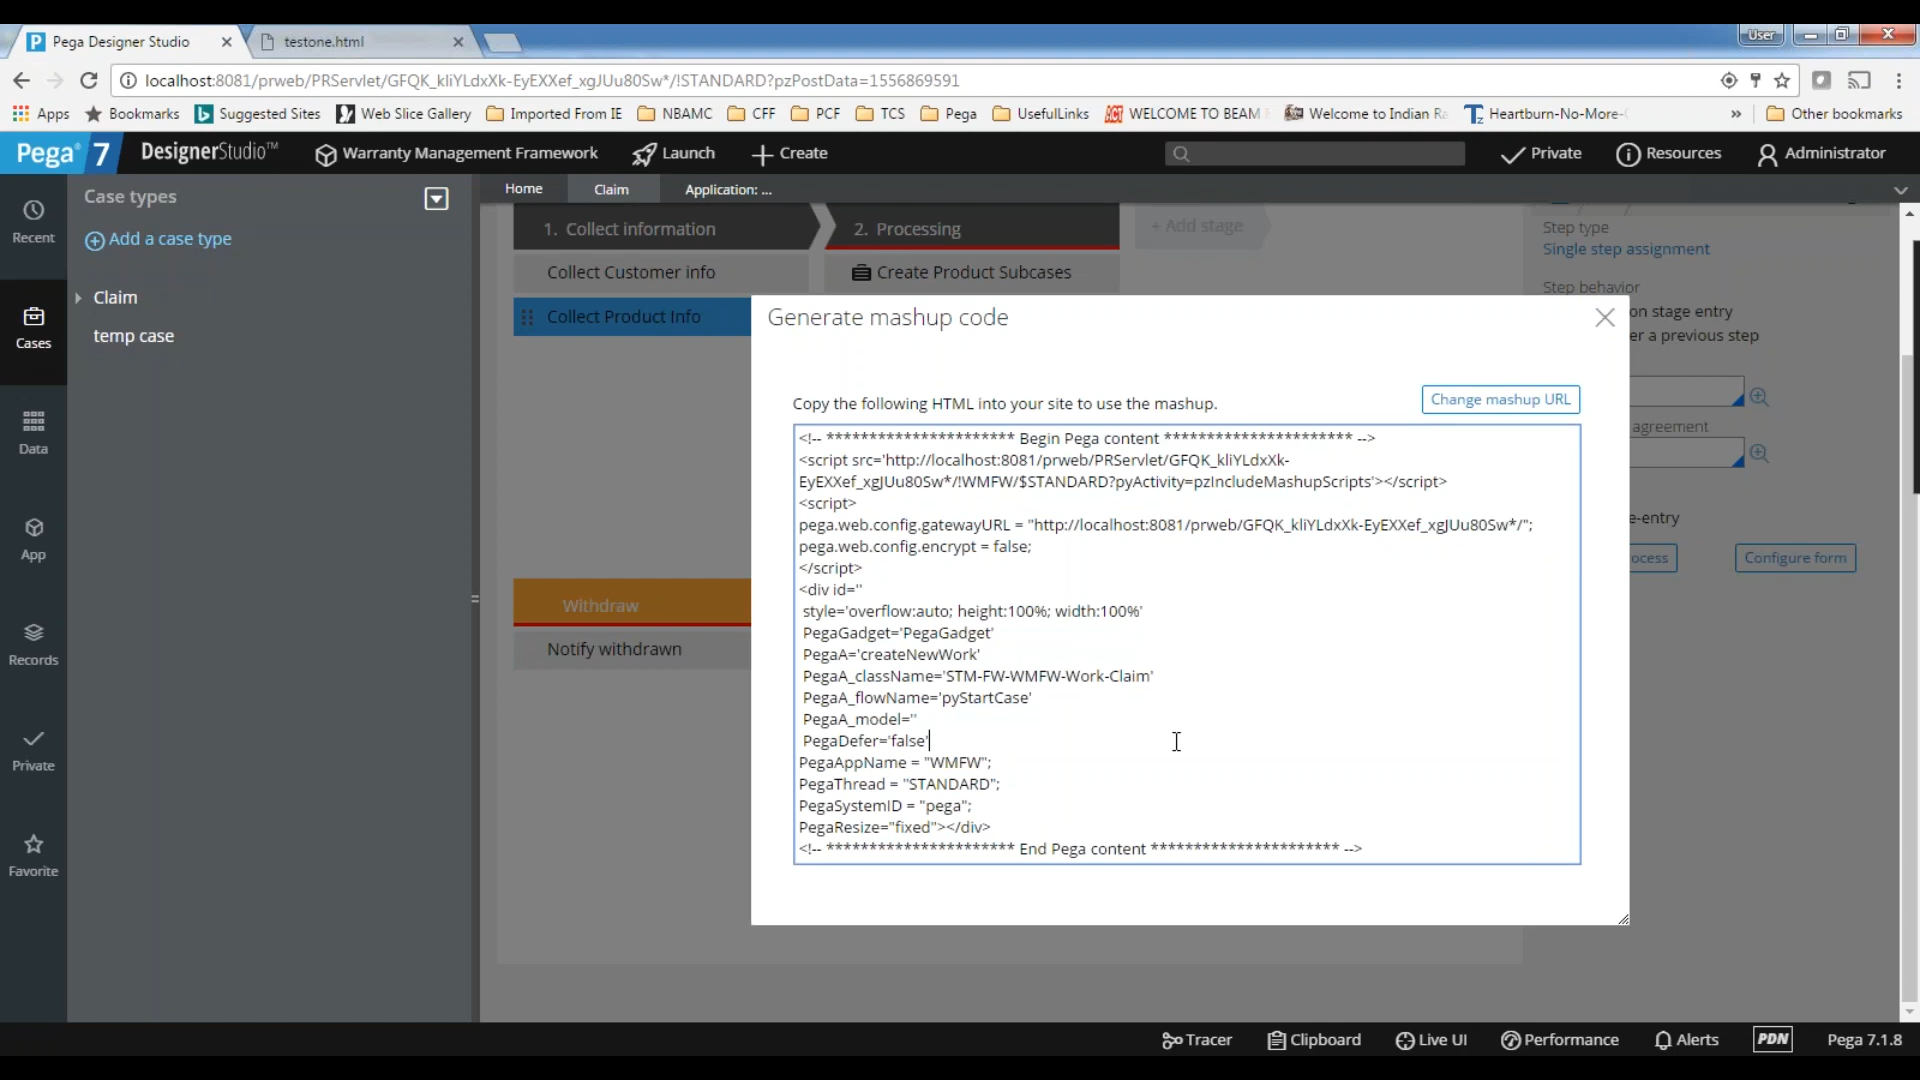 Pega Designer Studio
testone.html
User
localhost:8081/prweb/PRServlet/GFQK_kliYLdxXk-EyEXXef_xgJUu80Sw*/!STANDARD?pzPostData=1556869591
Apps
Bookmarks
Suggested Sites
Web Slice Gallery
Imported From IE
NBAMC
CFF
PCF
TCS
Pega
UsefulLinks
WELCOME TO BEAM
Welcome to Indian Ra
Heartburn-No-More-
»
Other bookmarks
Pega 7
DesignerStudio™
Warranty Management Framework
Launch
+ Create
Private
Resources
Administrator
Recent
Cases
Data
App
Records
Private
Favorite
Case types
Add a case type
Claim
temp case
Home
Claim
Application: ...
1. Collect information
2. Processing
+ Add stage
Collect Customer info
Create Product Subcases
Collect Product Info
Withdraw
Notify withdrawn
Step type
Single step assignment
Step behavior
on stage entry
er a previous step
agreement
e-entry
ocess
Configure form
Generate mashup code
Copy the following HTML into your site to use the mashup.
Change mashup URL
<!-- ********************** Begin Pega content ********************** -->
<script src='http://localhost:8081/prweb/PRServlet/GFQK_kliYLdxXk-
EyEXXef_xgJUu80Sw*/!WMFW/$STANDARD?pyActivity=pzIncludeMashupScripts'></script>
<script>
pega.web.config.gatewayURL = "http://localhost:8081/prweb/GFQK_kliYLdxXk-EyEXXef_xgJUu80Sw*/";
pega.web.config.encrypt = false;
</script>
<div id=''
style='overflow:auto; height:100%; width:100%'
PegaGadget='PegaGadget'
PegaA='createNewWork'
PegaA_className='STM-FW-WMFW-Work-Claim'
PegaA_flowName='pyStartCase'
PegaA_model=''
PegaDefer='false'
PegaAppName = "WMFW";
PegaThread = "STANDARD";
PegaSystemID = "pega";
PegaResize="fixed"></div>
<!-- ********************** End Pega content ********************** -->
Tracer
Clipboard
Live UI
Performance
Alerts
PDN
Pega 7.1.8